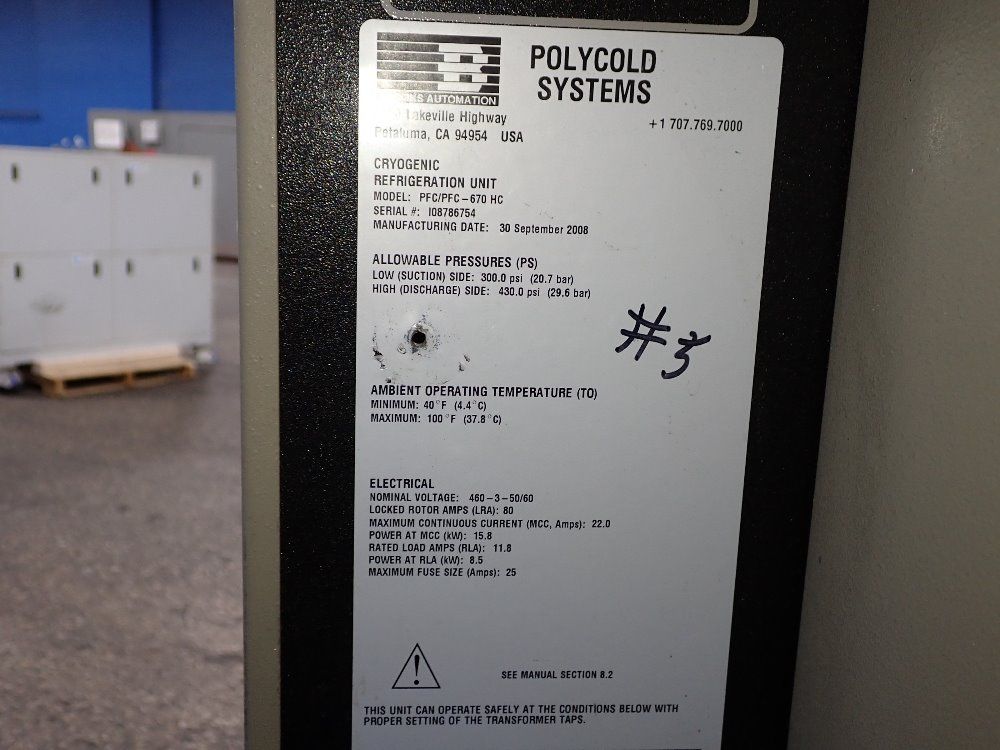 POLYCOLD
SYSTEMS
KS AUTOMATION
Lakeville Highway
Petaluma, CA 94954 USA
+1 707.769.7000
CRYOGENIC
REFRIGERATION UNIT
MODEL: PFC/PFC-670 HC
SERIAL #: I08786754
MANUFACTURING DATE: 30 September 2008
ALLOWABLE PRESSURES (PS)
LOW (SUCTION) SIDE: 300.0 psi (20.7 bar)
HIGH (DISCHARGE) SIDE: 430.0 psi (29.6 bar)
#3
AMBIENT OPERATING TEMPERATURE (TO)
MINIMUM: 40°F (4.4°C)
MAXIMUM: 100°F (37.8°C)
ELECTRICAL
NOMINAL VOLTAGE: 460-3-50/60
LOCKED ROTOR AMPS (LRA): 80
MAXIMUM CONTINUOUS CURRENT (MCC, Amps): 22.0
POWER AT MCC (kW): 15.8
RATED LOAD AMPS (RLA): 11.8
POWER AT RLA (kW): 8.5
MAXIMUM FUSE SIZE (Amps): 25
SEE MANUAL SECTION 8.2
THIS UNIT CAN OPERATE SAFELY AT THE CONDITIONS BELOW WITH
PROPER SETTING OF THE TRANSFORMER TAPS.